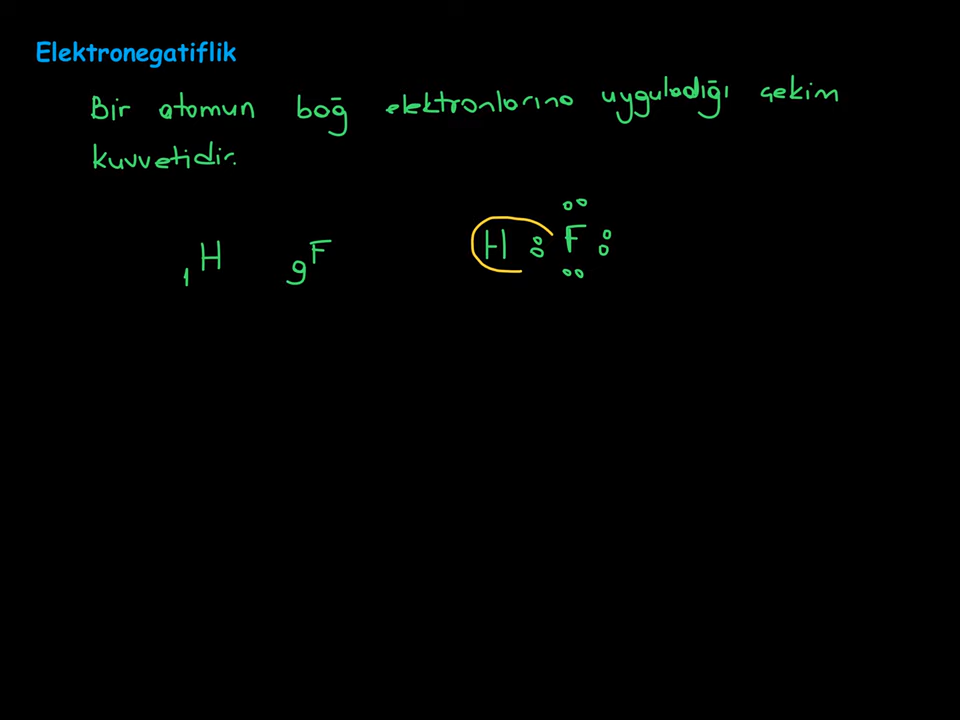 Elektronegatiflik
Bir atomun bağ elektronlarına uyguladığı çekim
kuvvetidir.
₁H ₉F H : F :